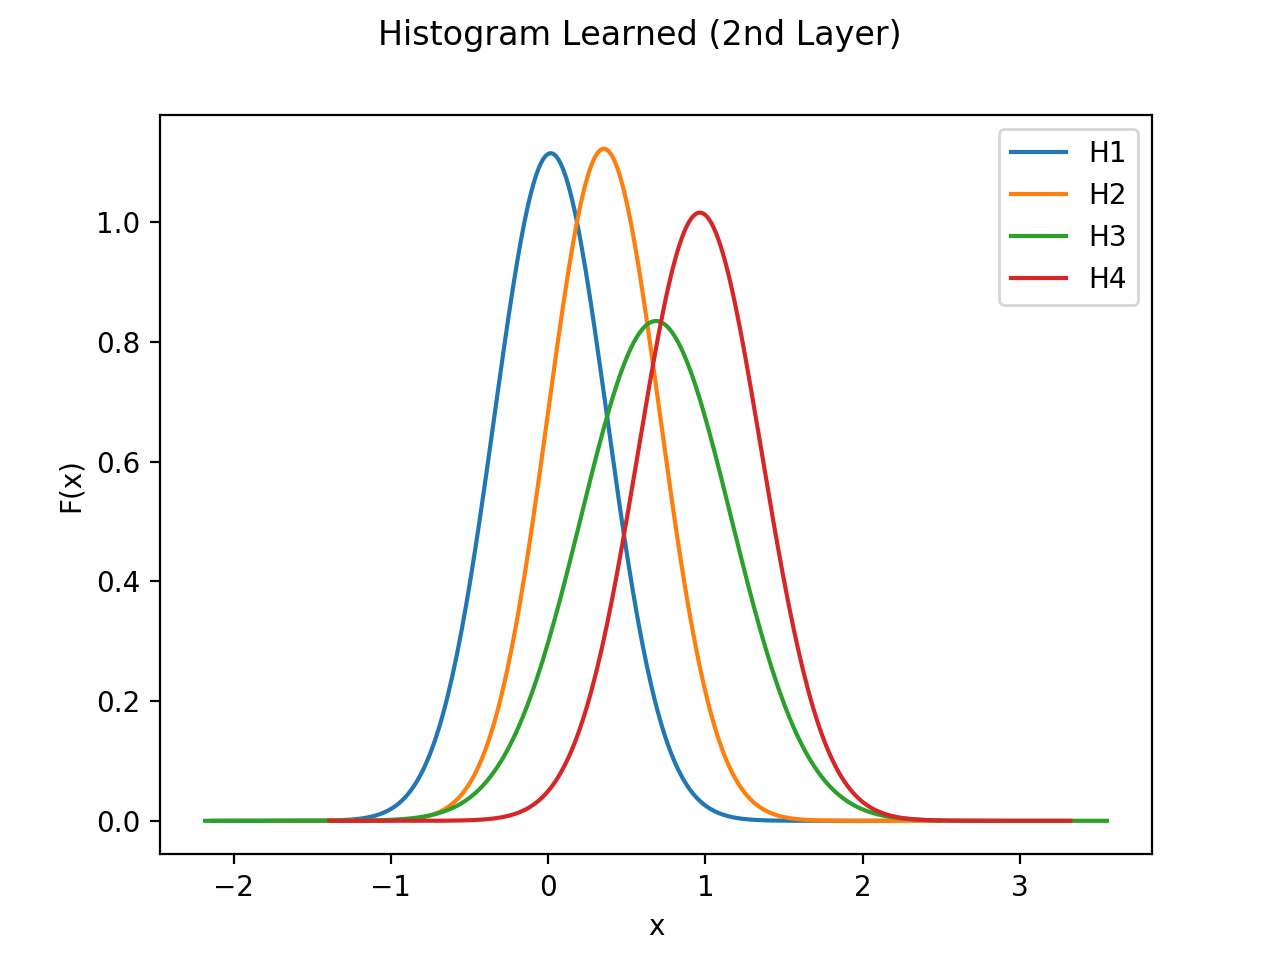 Histogram Learned (2nd Layer)
H1
H2
H3
H4
1.0
0.8
0.6
0.4
0.2
0.0
F(x)
−2 −1 0 1 2 3
x